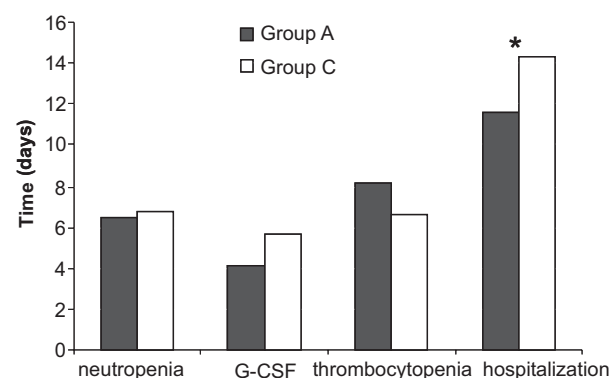 16
14
12
10
8
6
4
2
0
Time (days)
Group A
Group C
*
neutropenia G-CSF thrombocytopenia hospitalization